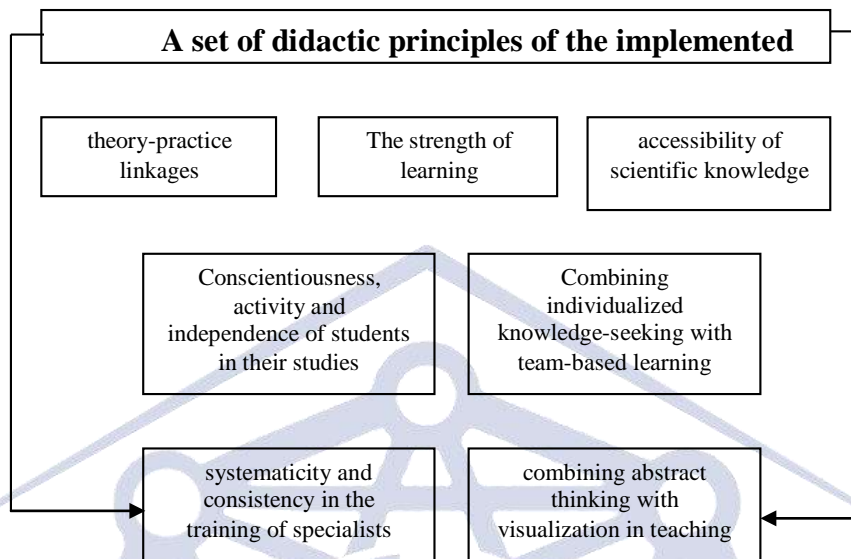 A set of didactic principles of the implemented
theory-practice
linkages
The strength of
learning
accessibility of
scientific knowledge
Conscientiousness,
activity and
independence of students
in their studies
Combining
individualized
knowledge-seeking with
team-based learning
systematicity and
consistency in the
training of specialists
combining abstract
thinking with
visualization in teaching